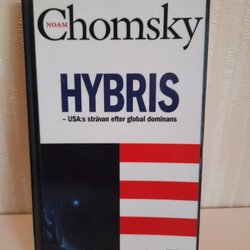 NOAM
Chomsky
HYBRIS
– USA:s strävan efter global dominans